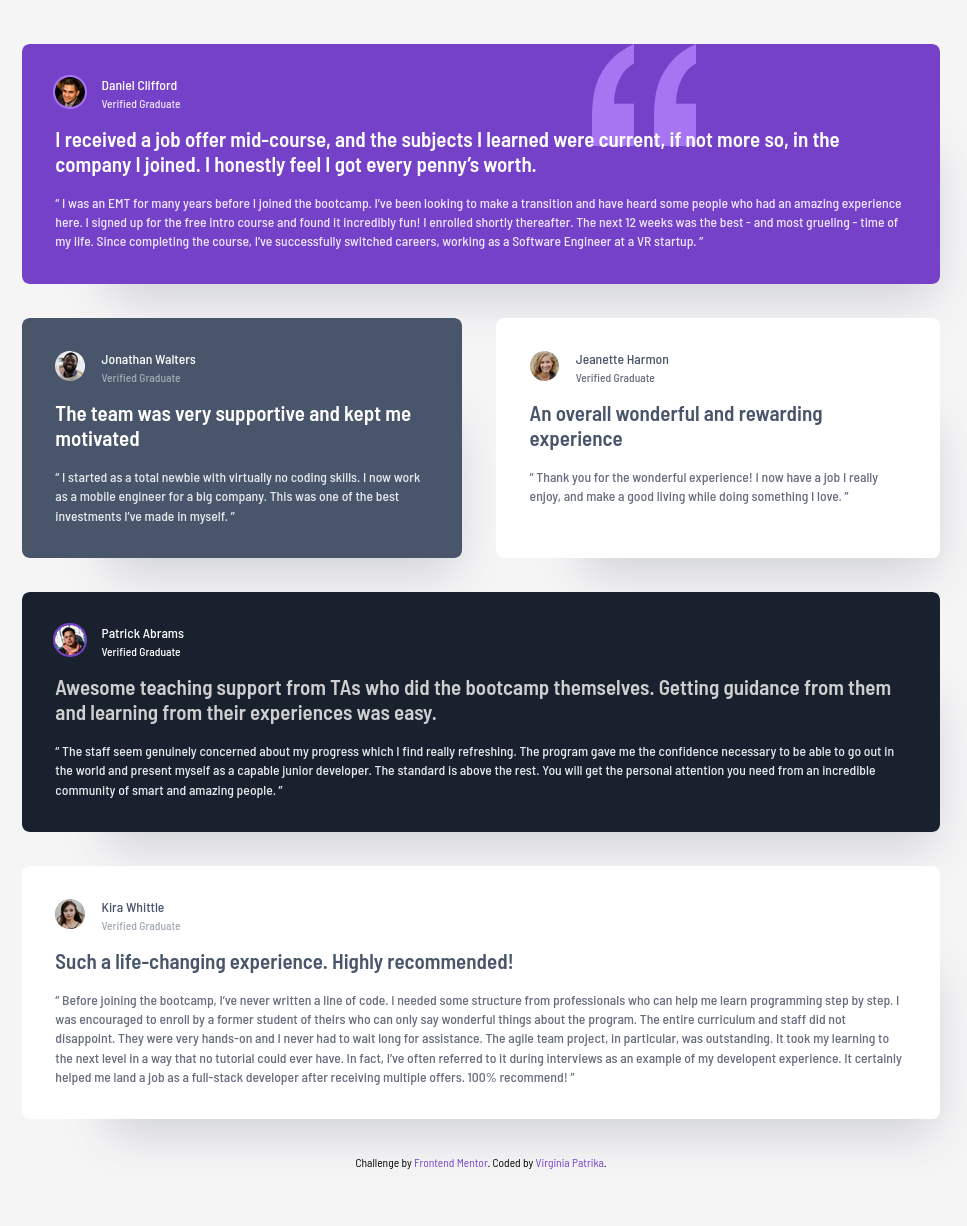 Daniel Clifford
Verified Graduate
I received a job offer mid-course, and the subjects I learned were current, if not more so, in the
company I joined. I honestly feel I got every penny’s worth.
“ I was an EMT for many years before I joined the bootcamp. I’ve been looking to make a transition and have heard some people who had an amazing experience
here. I signed up for the free intro course and found it incredibly fun! I enrolled shortly thereafter. The next 12 weeks was the best - and most grueling - time of
my life. Since completing the course, I’ve successfully switched careers, working as a Software Engineer at a VR startup. ”
Jonathan Walters
Verified Graduate
The team was very supportive and kept me
motivated
“ I started as a total newbie with virtually no coding skills. I now work
as a mobile engineer for a big company. This was one of the best
investments I’ve made in myself. ”
Jeanette Harmon
Verified Graduate
An overall wonderful and rewarding
experience
“ Thank you for the wonderful experience! I now have a job I really
enjoy, and make a good living while doing something I love. ”
Patrick Abrams
Verified Graduate
Awesome teaching support from TAs who did the bootcamp themselves. Getting guidance from them
and learning from their experiences was easy.
“ The staff seem genuinely concerned about my progress which I find really refreshing. The program gave me the confidence necessary to be able to go out in
the world and present myself as a capable junior developer. The standard is above the rest. You will get the personal attention you need from an incredible
community of smart and amazing people. ”
Kira Whittle
Verified Graduate
Such a life-changing experience. Highly recommended!
“ Before joining the bootcamp, I’ve never written a line of code. I needed some structure from professionals who can help me learn programming step by step. I
was encouraged to enroll by a former student of theirs who can only say wonderful things about the program. The entire curriculum and staff did not
disappoint. They were very hands-on and I never had to wait long for assistance. The agile team project, in particular, was outstanding. It took my learning to
the next level in a way that no tutorial could ever have. In fact, I’ve often referred to it during interviews as an example of my developent experience. It certainly
helped me land a job as a full-stack developer after receiving multiple offers. 100% recommend! ”
Challenge by Frontend Mentor. Coded by Virginia Patrika.